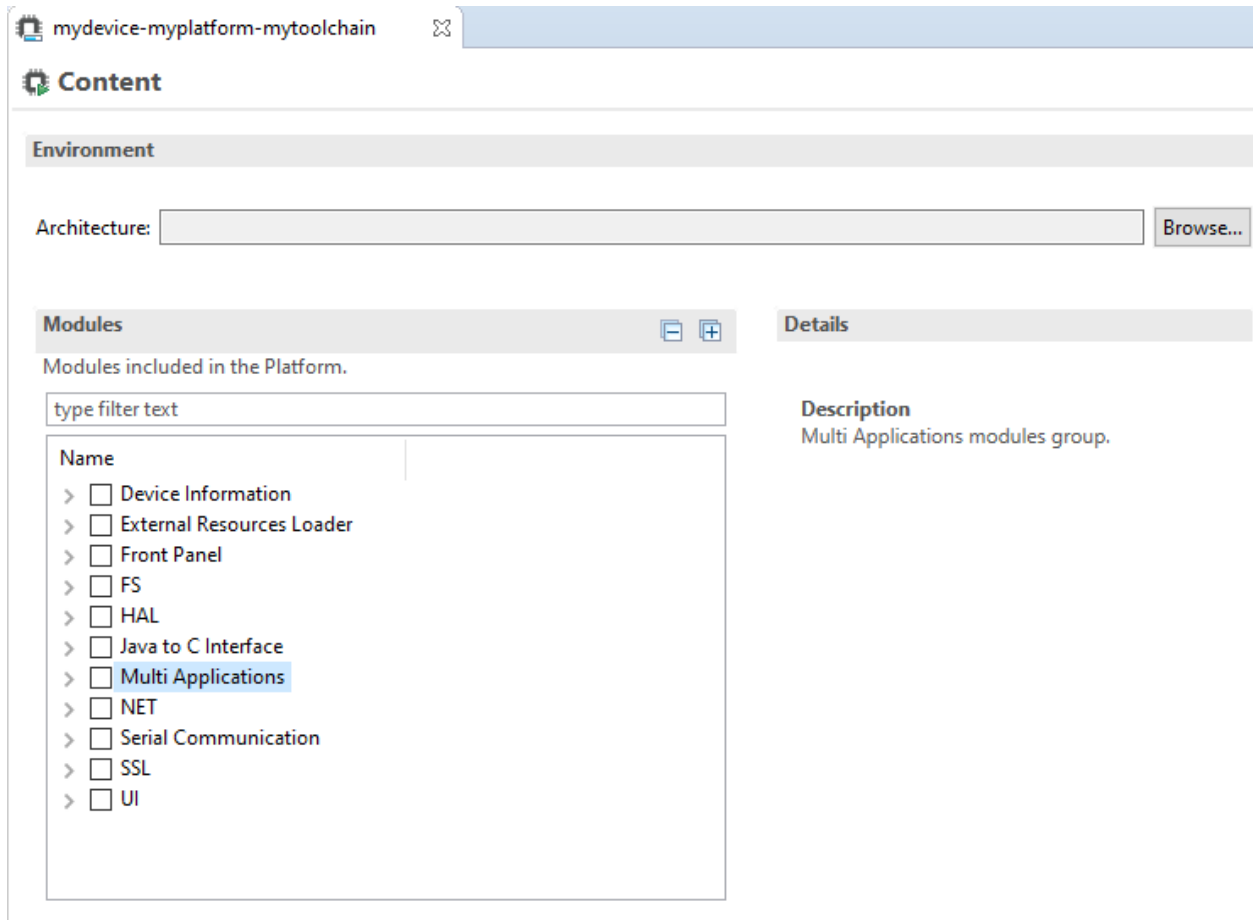 mydevice-myplatform-mytoolchain
Content
Environment
Architecture:
Browse...
Modules
Modules included in the Platform.
type filter text
Name
Device Information
External Resources Loader
Front Panel
FS
HAL
Java to C Interface
Multi Applications
NET
Serial Communication
SSL
UI
Details
Description
Multi Applications modules group.